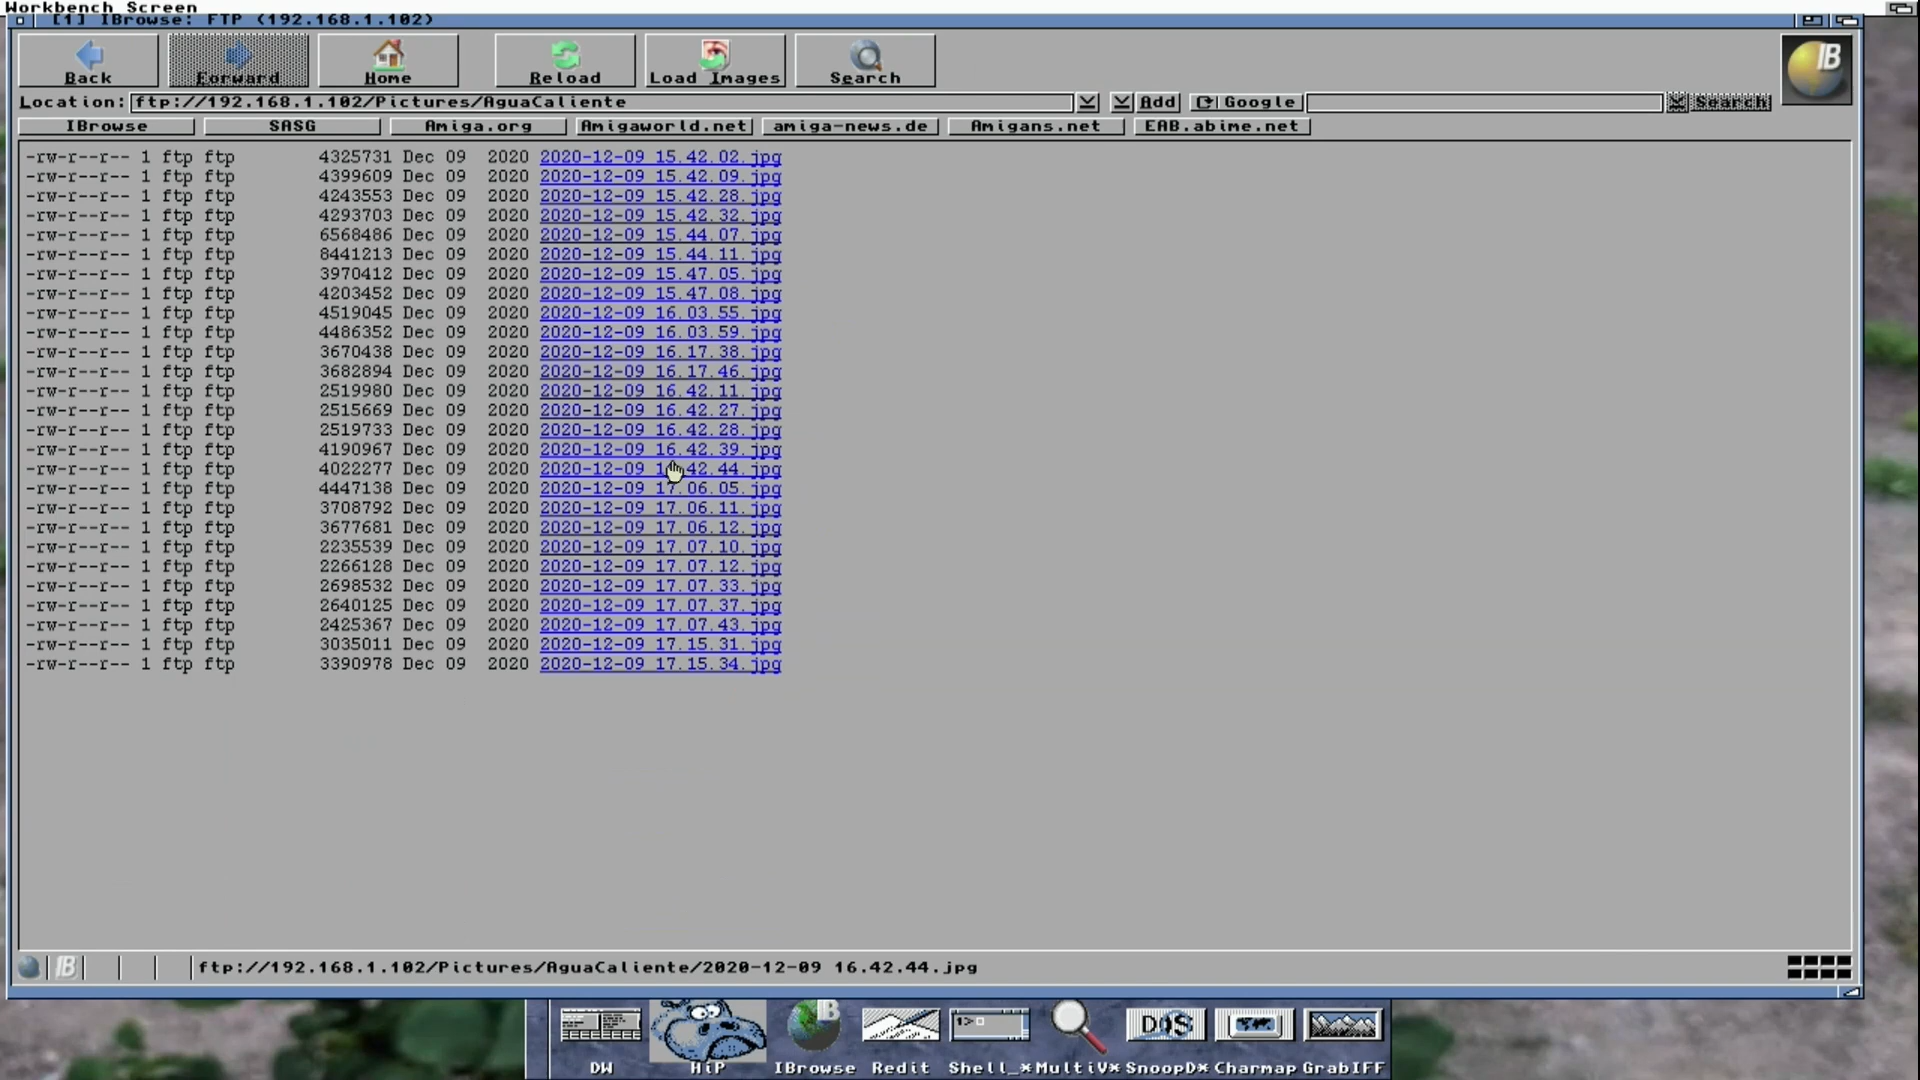 Workbench Screen
[1] IBrowse: FTP (192.168.1.102)
Back
Forward
Home
Reload
Load Images
Search
IB
Location:
ftp://192.168.1.102/Pictures/AguaCaliente
Add
G| Google
Search
IBrowse
SASG
Amiga.org
Amigaworld.net
amiga-news.de
Amigans.net
EAB.abime.net
-rw-r--r-- 1 ftp ftp 4325731 Dec 09 2020 2020-12-09 15.42.02.jpg
-rw-r--r-- 1 ftp ftp 4399609 Dec 09 2020 2020-12-09 15.42.09.jpg
-rw-r--r-- 1 ftp ftp 4243553 Dec 09 2020 2020-12-09 15.42.28.jpg
-rw-r--r-- 1 ftp ftp 4293703 Dec 09 2020 2020-12-09 15.42.32.jpg
-rw-r--r-- 1 ftp ftp 6568486 Dec 09 2020 2020-12-09 15.44.07.jpg
-rw-r--r-- 1 ftp ftp 8441213 Dec 09 2020 2020-12-09 15.44.11.jpg
-rw-r--r-- 1 ftp ftp 3970412 Dec 09 2020 2020-12-09 15.47.05.jpg
-rw-r--r-- 1 ftp ftp 4203452 Dec 09 2020 2020-12-09 15.47.08.jpg
-rw-r--r-- 1 ftp ftp 4519045 Dec 09 2020 2020-12-09 16.03.55.jpg
-rw-r--r-- 1 ftp ftp 4486352 Dec 09 2020 2020-12-09 16.03.59.jpg
-rw-r--r-- 1 ftp ftp 3670438 Dec 09 2020 2020-12-09 16.17.38.jpg
-rw-r--r-- 1 ftp ftp 3682894 Dec 09 2020 2020-12-09 16.17.46.jpg
-rw-r--r-- 1 ftp ftp 2519980 Dec 09 2020 2020-12-09 16.42.11.jpg
-rw-r--r-- 1 ftp ftp 2515669 Dec 09 2020 2020-12-09 16.42.27.jpg
-rw-r--r-- 1 ftp ftp 2519733 Dec 09 2020 2020-12-09 16.42.28.jpg
-rw-r--r-- 1 ftp ftp 4190967 Dec 09 2020 2020-12-09 16.42.39.jpg
-rw-r--r-- 1 ftp ftp 4022277 Dec 09 2020 2020-12-09 16.42.44.jpg
-rw-r--r-- 1 ftp ftp 4447138 Dec 09 2020 2020-12-09 17.06.05.jpg
-rw-r--r-- 1 ftp ftp 3708792 Dec 09 2020 2020-12-09 17.06.11.jpg
-rw-r--r-- 1 ftp ftp 3677681 Dec 09 2020 2020-12-09 17.06.12.jpg
-rw-r--r-- 1 ftp ftp 2235539 Dec 09 2020 2020-12-09 17.07.10.jpg
-rw-r--r-- 1 ftp ftp 2266128 Dec 09 2020 2020-12-09 17.07.12.jpg
-rw-r--r-- 1 ftp ftp 2698532 Dec 09 2020 2020-12-09 17.07.33.jpg
-rw-r--r-- 1 ftp ftp 2640125 Dec 09 2020 2020-12-09 17.07.37.jpg
-rw-r--r-- 1 ftp ftp 2425367 Dec 09 2020 2020-12-09 17.07.43.jpg
-rw-r--r-- 1 ftp ftp 3035011 Dec 09 2020 2020-12-09 17.15.31.jpg
-rw-r--r-- 1 ftp ftp 3390978 Dec 09 2020 2020-12-09 17.15.34.jpg
IB
ftp://192.168.1.102/Pictures/AguaCaliente/2020-12-09 16.42.44.jpg
B
1>
DOS
DW
HiP
IBrowse
Redit
Shell_*
MultiV*
SnoopD*
Charmap
GrabIFF